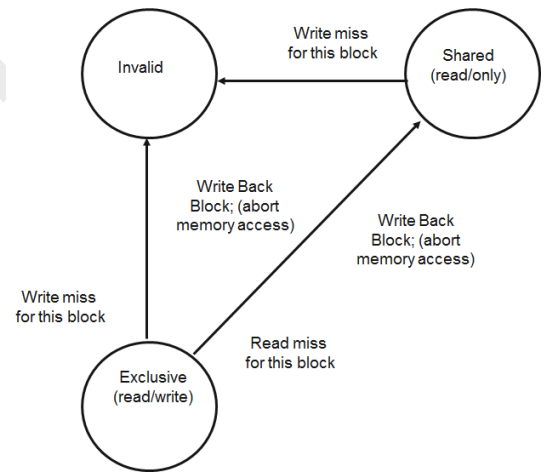 Write miss
for this block
Shared
(read/only)
Invalid
Write Back
Block; (abort
memory access)
Write Back
Block; (abort
memory access)
Write miss
for this block
Read miss
for this block
Exclusive
(read/write)